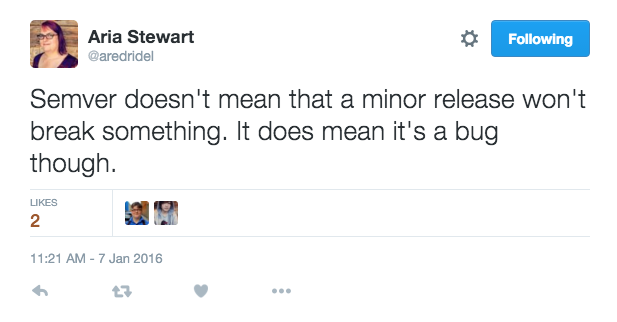 Aria Stewart
@aredridel
Following
Semver doesn't mean that a minor release won't
break something. It does mean it's a bug
though.
LIKES
2
11:21 AM - 7 Jan 2016